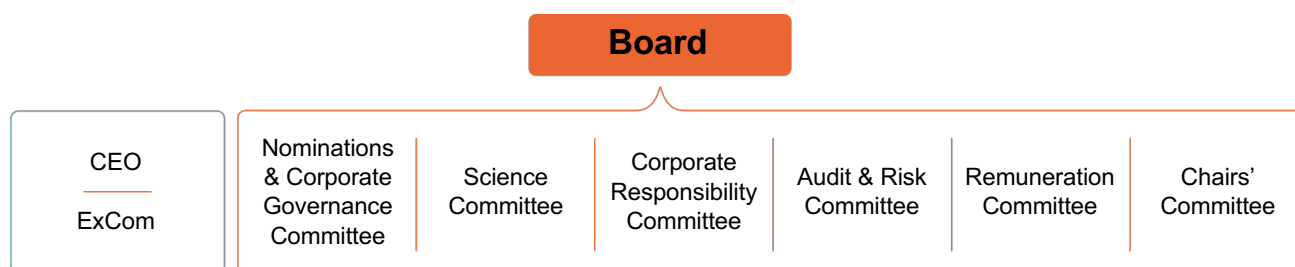 Board
CEO
ExCom
Nominations
& Corporate
Governance
Committee
Science
Committee
Corporate
Responsibility
Committee
Audit & Risk
Committee
Remuneration
Committee
Chairs’
Committee